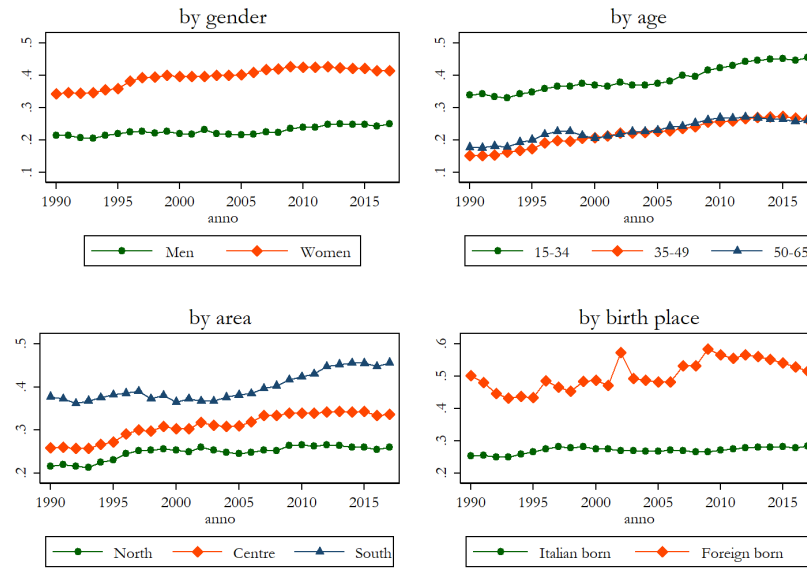 by gender
.5
.4
.3
.2
.1
1990 1995 2000 2005 2010 2015
anno
Men Women
by age
.5
.4
.3
.2
.1
1990 1995 2000 2005 2010 2015
anno
15-34 35-49 50-65
by area
.5
.4
.3
.2
1990 1995 2000 2005 2010 2015
anno
North Centre South
by birth place
.6
.5
.4
.3
.2
1990 1995 2000 2005 2010 2015
anno
Italian born Foreign born